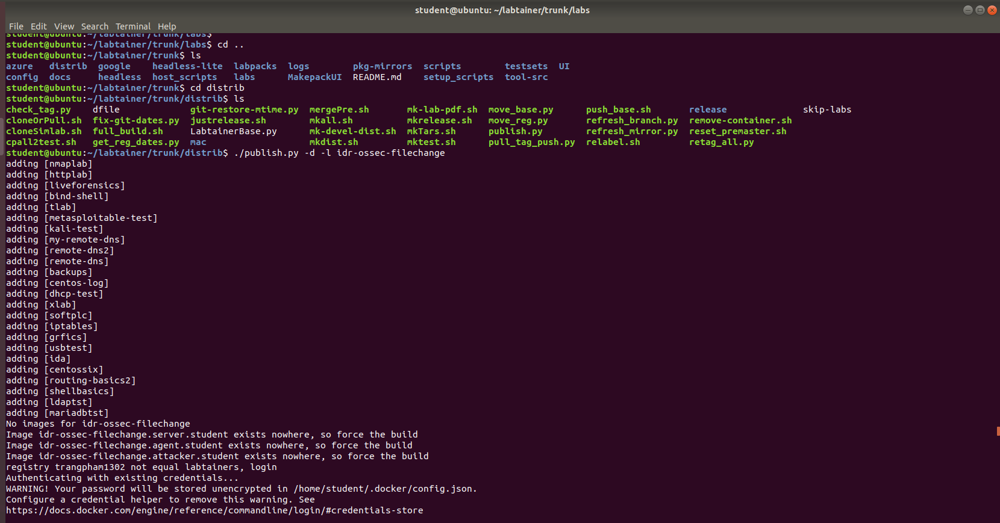 student@ubuntu: ~/labtainer/trunk/labs
File Edit View Search Terminal Help
student@ubuntu:~/labtainer/trunk/labs$
student@ubuntu:~/labtainer/trunk/labs$ cd ..
student@ubuntu:~/labtainer/trunk$ ls
azure distrib google headless-lite labpacks logs pkg-mirrors scripts testsets UI
config docs headless host_scripts labs MakepackUI README.md setup_scripts tool-src
student@ubuntu:~/labtainer/trunk$ cd distrib
student@ubuntu:~/labtainer/trunk/distrib$ ls
check_tag.py dfile git-restore-mtime.py mergePre.sh mk-lab-pdf.sh move_base.py push_base.sh release skip-labs
cloneOrPull.sh fix-git-dates.py justrelease.sh mkall.sh mkrelease.sh move_reg.py refresh_branch.py remove-container.sh
cloneSimlab.sh full_build.sh LabtainerBase.py mk-devel-dist.sh mkTars.sh publish.py refresh_mirror.py reset_premaster.sh
cpall2test.sh get_reg_dates.py mac mkdist.sh mktest.sh pull_tag_push.py relabel.sh retag_all.py
student@ubuntu:~/labtainer/trunk/distrib$ ./publish.py -d -l idr-ossec-filechange
adding [nmaplab]
adding [httplab]
adding [liveforensics]
adding [bind-shell]
adding [tlab]
adding [metasploitable-test]
adding [kali-test]
adding [my-remote-dns]
adding [remote-dns2]
adding [remote-dns]
adding [backups]
adding [centos-log]
adding [dhcp-test]
adding [xlab]
adding [softplc]
adding [iptables]
adding [grfics]
adding [usbtest]
adding [ida]
adding [centossix]
adding [routing-basics2]
adding [shellbasics]
adding [ldaptst]
adding [mariadbtst]
No images for idr-ossec-filechange
Image idr-ossec-filechange.server.student exists nowhere, so force the build
Image idr-ossec-filechange.agent.student exists nowhere, so force the build
Image idr-ossec-filechange.attacker.student exists nowhere, so force the build
registry trangpham1302 not equal labtainers, login
Authenticating with existing credentials...
WARNING! Your password will be stored unencrypted in /home/student/.docker/config.json.
Configure a credential helper to remove this warning. See
https://docs.docker.com/engine/reference/commandline/login/#credentials-store